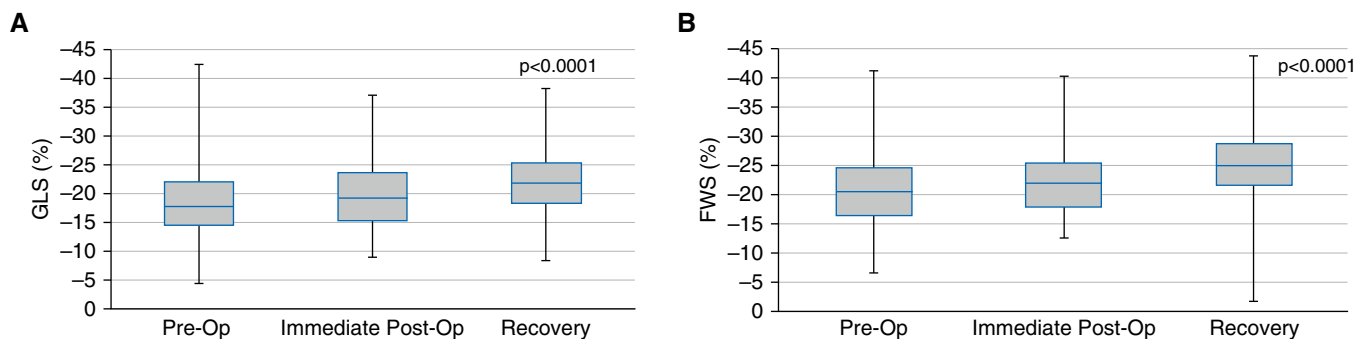 A
GLS (%)
–45
–40
–35
–30
–25
–20
–15
–10
–5
0
p<0.0001
Pre-Op Immediate Post-Op Recovery
B
FWS (%)
–45
–40
–35
–30
–25
–20
–15
–10
–5
0
p<0.0001
Pre-Op Immediate Post-Op Recovery